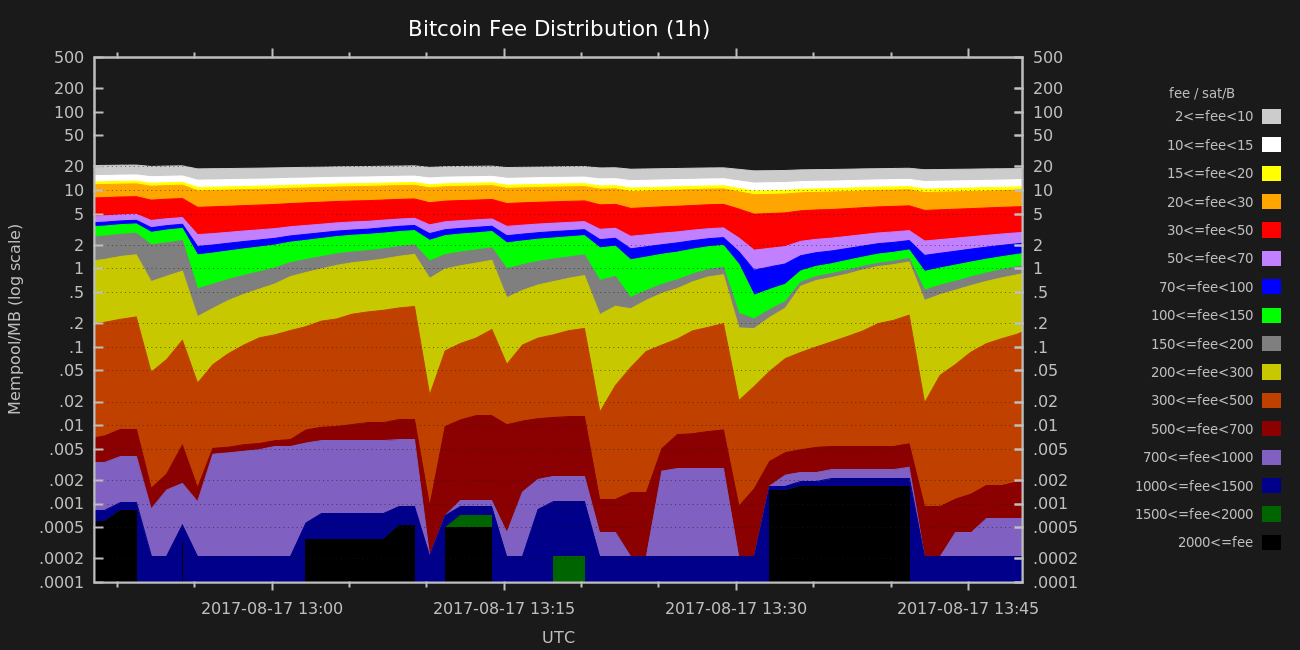 Bitcoin Fee Distribution (1h)
500 500
200 200
100 100
50 50
20 20
10 10
5 5
2 2
1 1
.5 .5
.2 .2
.1 .1
.05 .05
.02 .02
.01 .01
.005 .005
.002 .002
.001 .001
.0005 .0005
.0002 .0002
.0001 .0001
Mempool/MB (log scale)
2017-08-17 13:00 2017-08-17 13:15 2017-08-17 13:30 2017-08-17 13:45
UTC
fee / sat/B
2<=fee<10
10<=fee<15
15<=fee<20
20<=fee<30
30<=fee<50
50<=fee<70
70<=fee<100
100<=fee<150
150<=fee<200
200<=fee<300
300<=fee<500
500<=fee<700
700<=fee<1000
1000<=fee<1500
1500<=fee<2000
2000<=fee